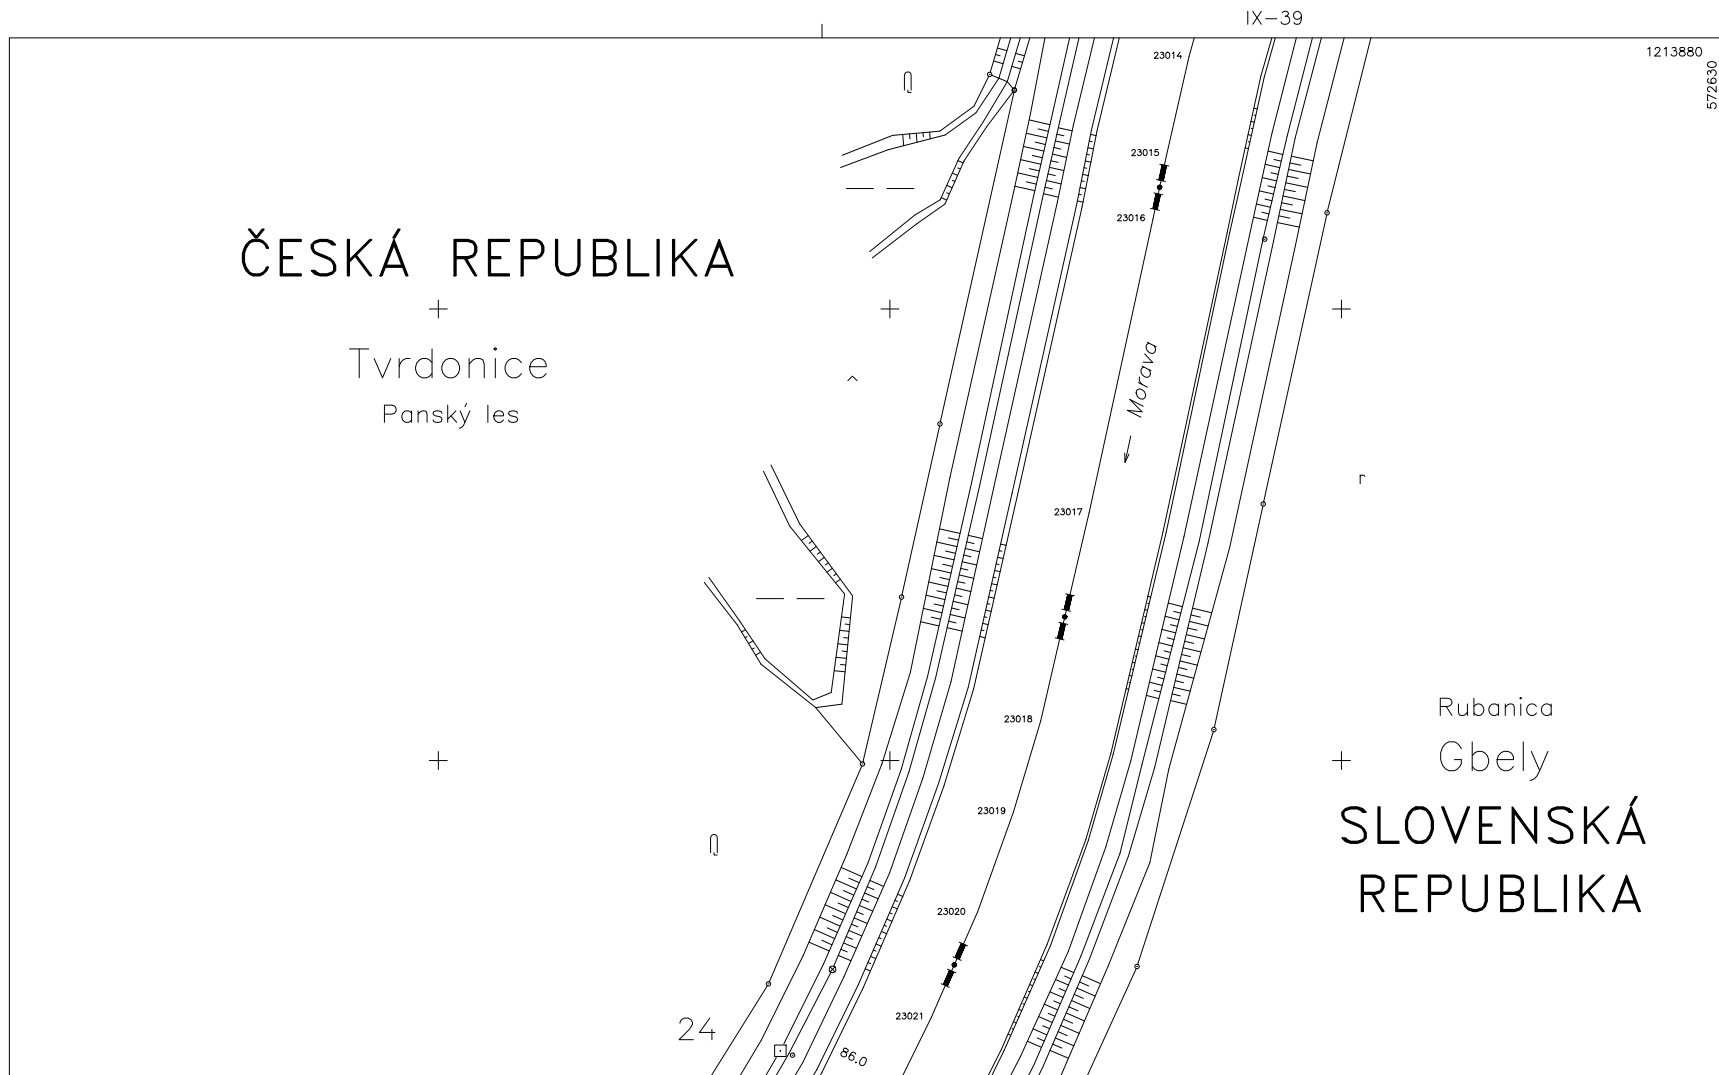 IX-39
1213880
572630
23014
23015
23016
ČESKÁ REPUBLIKA
Tvrdonice
Panský les
Morava
23017
23018
Rubanica
Gbely
SLOVENSKÁ
REPUBLIKA
23019
23020
23021
24
86.0